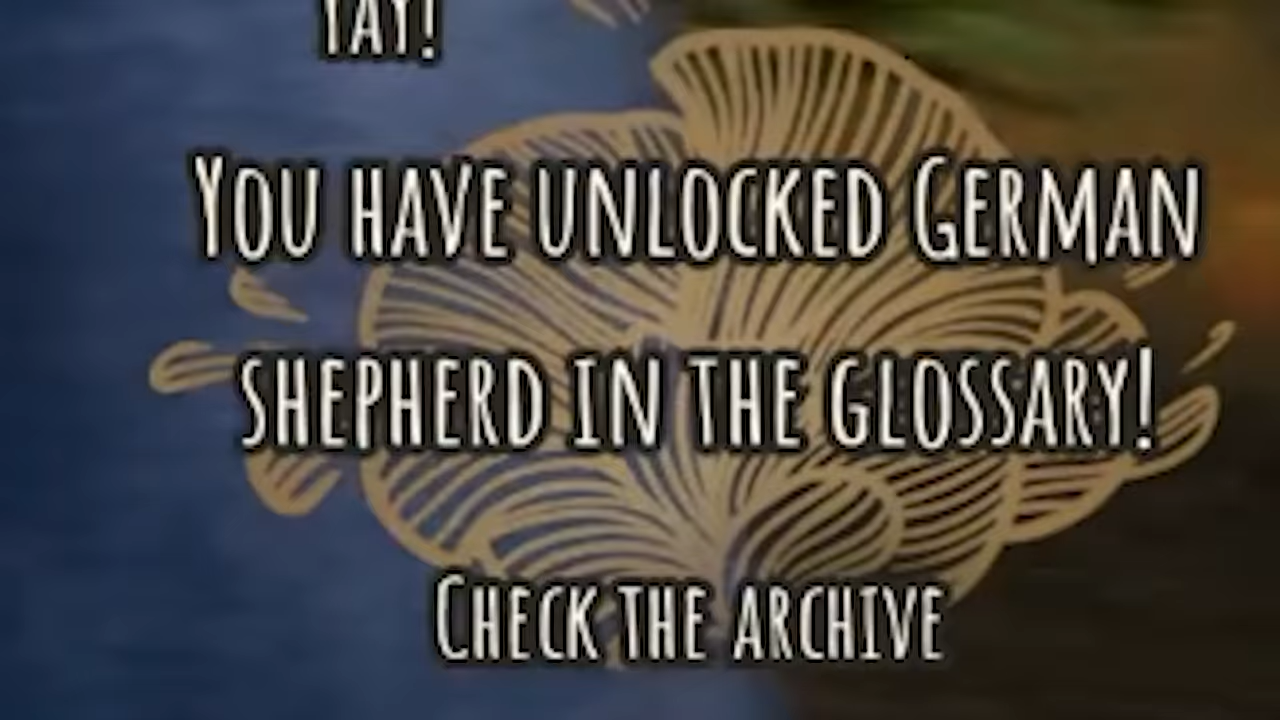 YAY!
YOU HAVE UNLOCKED GERMAN
SHEPHERD IN THE GLOSSARY!
CHECK THE ARCHIVE